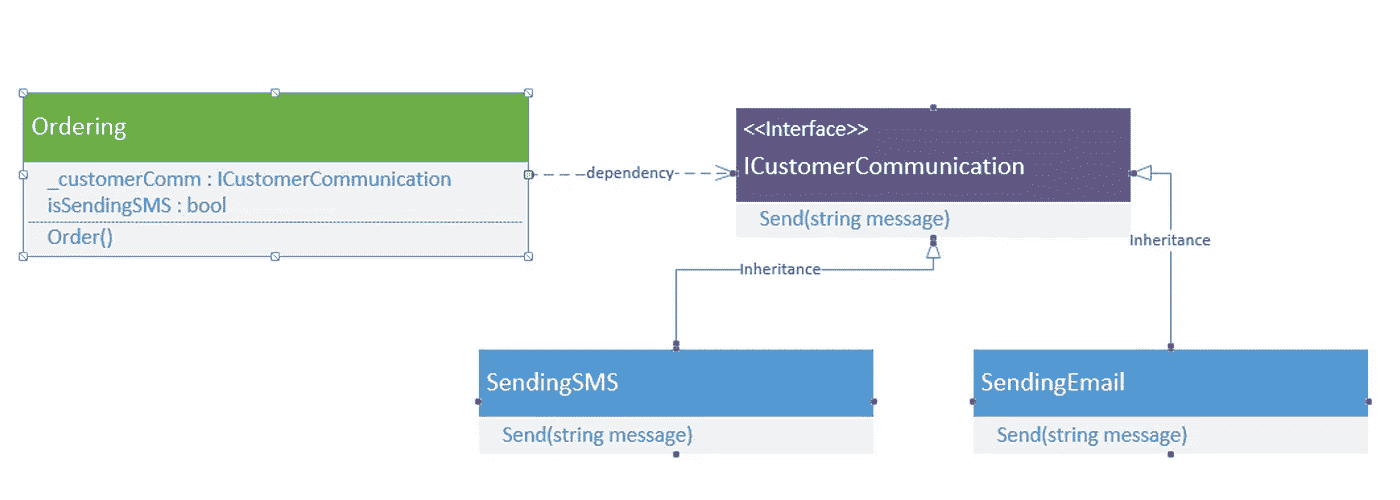 Ordering
_customerComm : ICustomerCommunication
isSendingSMS : bool
Order()
dependency
<<Interface>>
ICustomerCommunication
Send(string message)
Inheritance
Inheritance
SendingSMS
Send(string message)
SendingEmail
Send(string message)